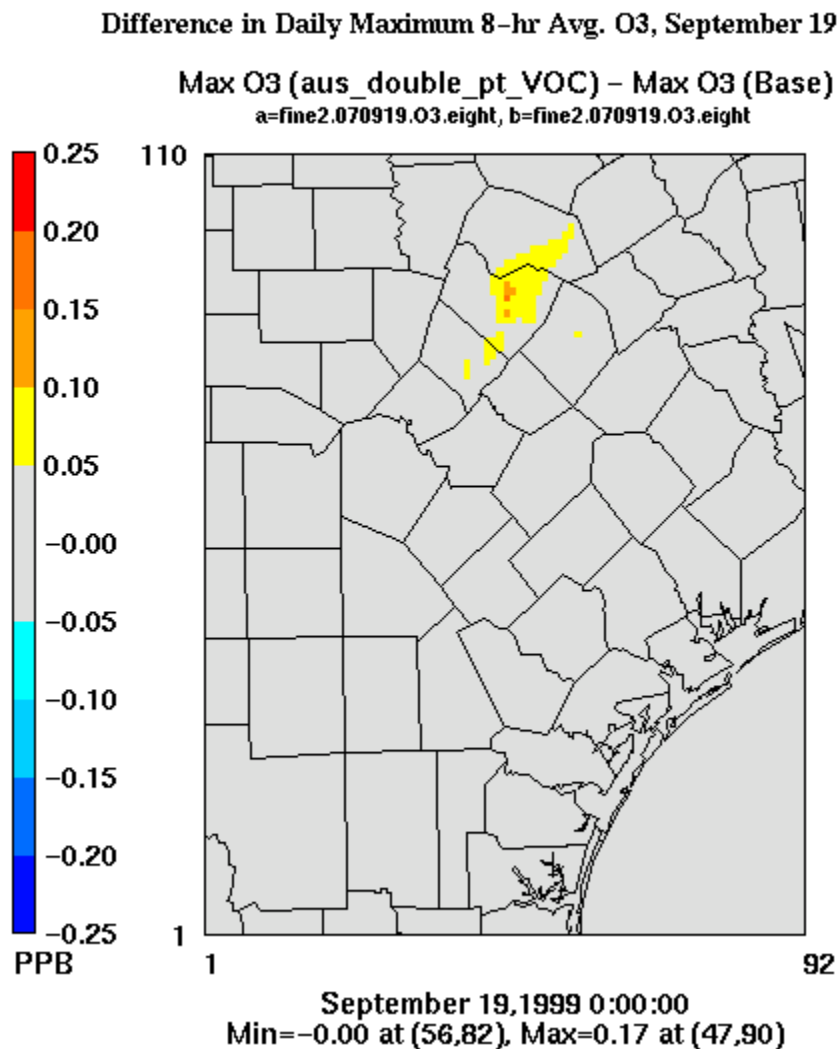 Difference in Daily Maximum 8-hr Avg. O3, September 19
Max O3 (aus_double_pt_VOC) - Max O3 (Base)
a=fine2.070919.O3.eight, b=fine2.070919.O3.eight
0.25
0.20
0.15
0.10
0.05
-0.00
-0.05
-0.10
-0.15
-0.20
-0.25
PPB
110
1
1
92
September 19,1999 0:00:00
Min=-0.00 at (56,82), Max=0.17 at (47,90)